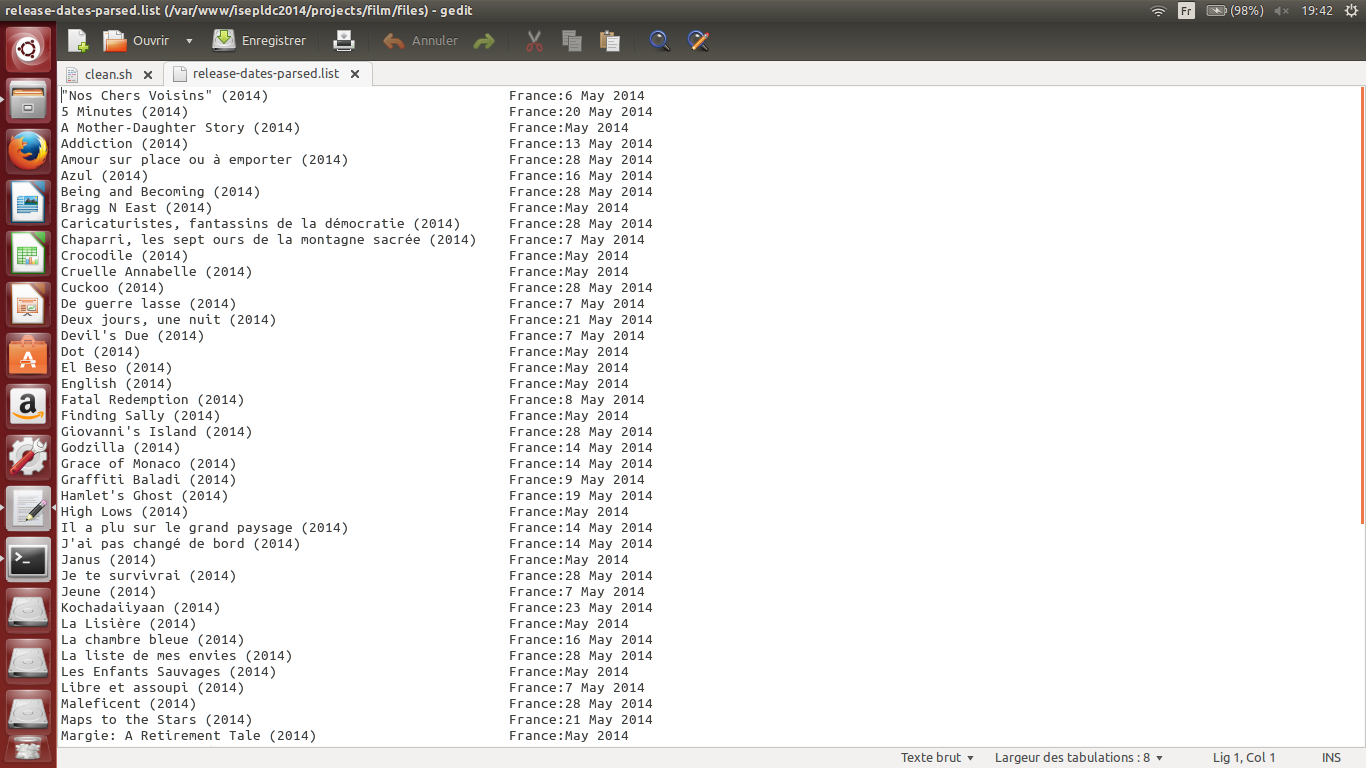 release-dates-parsed.list (/var/www/isepldc2014/projects/film/files) - gedit
Fr (98%) 19:42
Ouvrir Enregistrer Annuler
clean.sh release-dates-parsed.list
"Nos Chers Voisins" (2014) France:6 May 2014
5 Minutes (2014) France:20 May 2014
A Mother-Daughter Story (2014) France:May 2014
Addiction (2014) France:13 May 2014
Amour sur place ou à emporter (2014) France:28 May 2014
Azul (2014) France:16 May 2014
Being and Becoming (2014) France:28 May 2014
Bragg N East (2014) France:May 2014
Caricaturistes, fantassins de la démocratie (2014) France:28 May 2014
Chaparri, les sept ours de la montagne sacrée (2014) France:7 May 2014
Crocodile (2014) France:May 2014
Cruelle Annabelle (2014) France:May 2014
Cuckoo (2014) France:28 May 2014
De guerre lasse (2014) France:7 May 2014
Deux jours, une nuit (2014) France:21 May 2014
Devil's Due (2014) France:7 May 2014
Dot (2014) France:May 2014
El Beso (2014) France:May 2014
English (2014) France:May 2014
Fatal Redemption (2014) France:8 May 2014
Finding Sally (2014) France:May 2014
Giovanni's Island (2014) France:28 May 2014
Godzilla (2014) France:14 May 2014
Grace of Monaco (2014) France:14 May 2014
Graffiti Baladi (2014) France:9 May 2014
Hamlet's Ghost (2014) France:19 May 2014
High Lows (2014) France:May 2014
Il a plu sur le grand paysage (2014) France:14 May 2014
J'ai pas changé de bord (2014) France:14 May 2014
Janus (2014) France:May 2014
Je te survivrai (2014) France:28 May 2014
Jeune (2014) France:7 May 2014
Kochadaiiyaan (2014) France:23 May 2014
La Lisière (2014) France:May 2014
La chambre bleue (2014) France:16 May 2014
La liste de mes envies (2014) France:28 May 2014
Les Enfants Sauvages (2014) France:May 2014
Libre et assoupi (2014) France:7 May 2014
Maleficent (2014) France:28 May 2014
Maps to the Stars (2014) France:21 May 2014
Margie: A Retirement Tale (2014) France:May 2014
Texte brut Largeur des tabulations : 8 Lig 1, Col 1 INS